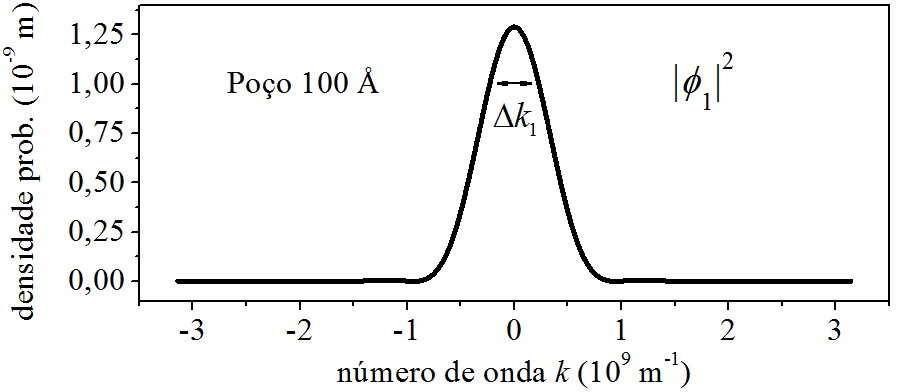 densidade prob. (10⁻⁹ m)
1,25
1,00
0,75
0,50
0,25
0,00
Poço 100 Å
Δk₁
|ϕ₁|²
-3 -2 -1 0 1 2 3
número de onda k (10⁹ m⁻¹)